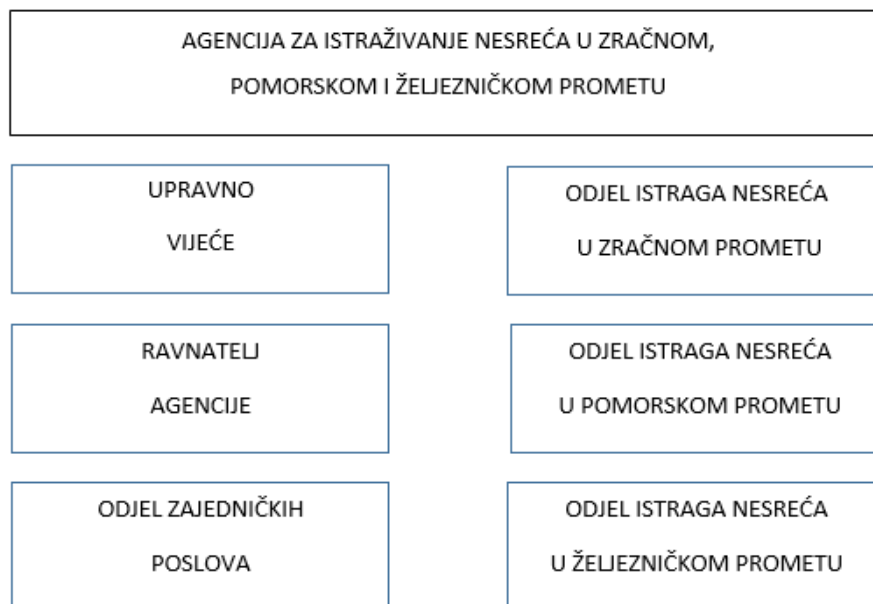 AGENCIJA ZA ISTRAŽIVANJE NESREĆA U ZRAČNOM,
POMORSKOM I ŽELJEZNIČKOM PROMETU
UPRAVNO
VIJEĆE
ODJEL ISTRAGA NESREĆA
U ZRAČNOM PROMETU
RAVNATELJ
AGENCIJE
ODJEL ISTRAGA NESREĆA
U POMORSKOM PROMETU
ODJEL ZAJEDNIČKIH
POSLOVA
ODJEL ISTRAGA NESREĆA
U ŽELJEZNIČKOM PROMETU